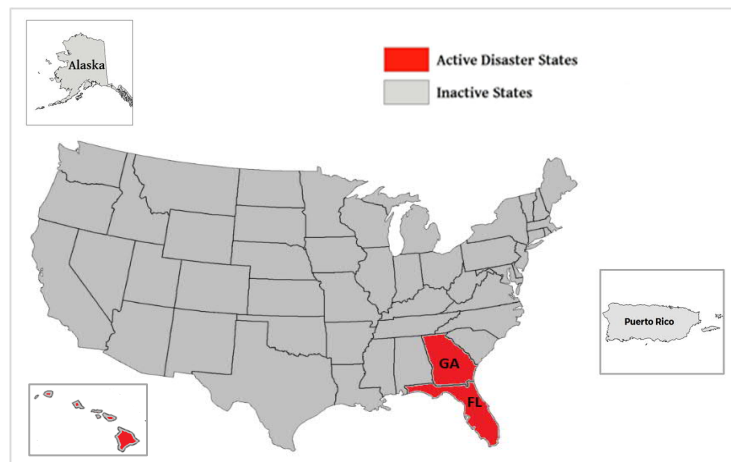 Alaska
Active Disaster States
Inactive States
Puerto Rico
GA
FL